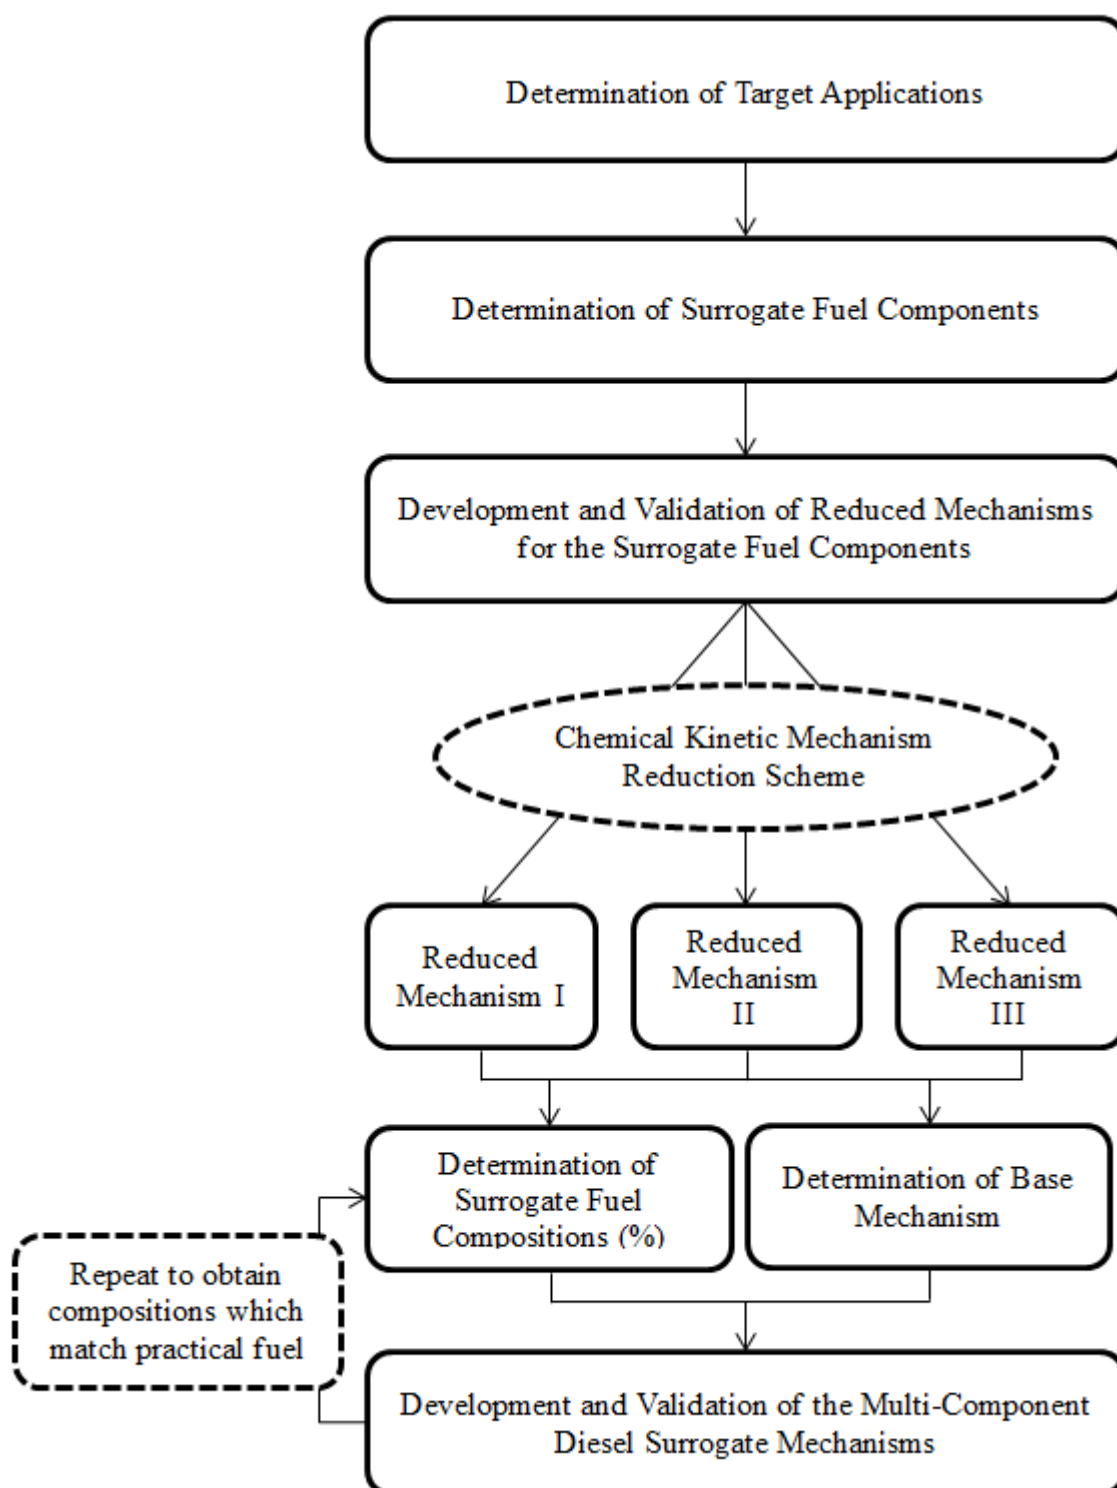 Determination of Target Applications
Determination of Surrogate Fuel Components
Development and Validation of Reduced Mechanisms
for the Surrogate Fuel Components
Chemical Kinetic Mechanism
Reduction Scheme
Reduced
Mechanism I
Reduced
Mechanism
II
Reduced
Mechanism
III
Determination of
Surrogate Fuel
Compositions (%)
Determination of Base
Mechanism
Repeat to obtain
compositions which
match practical fuel
Development and Validation of the Multi-Component
Diesel Surrogate Mechanisms